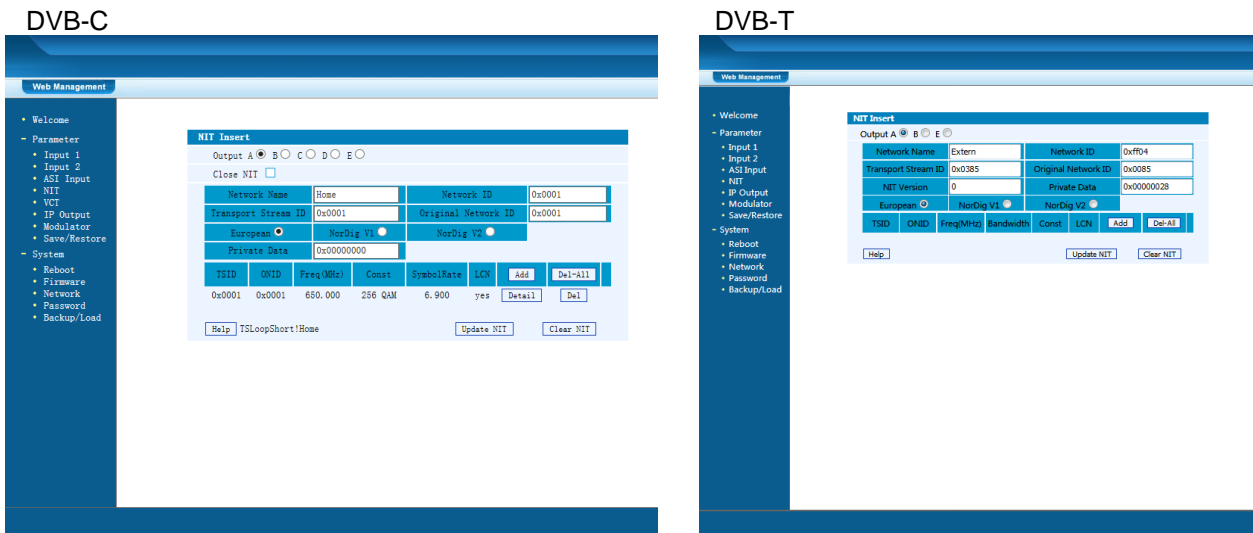 DVB-C
Web Management
• Welcome
- Parameter
• Input 1
• Input 2
• ASI Input
• NIT
• VCT
• IP Output
• Modulator
• Save/Restore
- System
• Reboot
• Firmware
• Network
• Password
• Backup/Load
NIT Insert
Output A B C D E
Close NIT
Network Name Home Network ID 0x0001
Transport Stream ID 0x0001 Original Network ID 0x0001
European NorDig V1 NorDig V2
Private Data 0x00000000
TSID ONID Freq(MHz) Const SymbolRate LCN Add Del-All
0x0001 0x0001 650.000 256 QAM 6.900 yes Detail Del
Help TSLoopShort!Home Update NIT Clear NIT
DVB-T
Web Management
• Welcome
- Parameter
• Input 1
• Input 2
• ASI Input
• NIT
• IP Output
• Modulator
• Save/Restore
- System
• Reboot
• Firmware
• Network
• Password
• Backup/Load
NIT Insert
Output A B E
Network Name Extern Network ID 0xff04
Transport Stream ID 0x0385 Original Network ID 0x0085
NIT Version 0 Private Data 0x00000028
European NorDig V1 NorDig V2
TSID ONID Freq(MHz) Bandwidth Const LCN Add Del-All
Help Update NIT Clear NIT